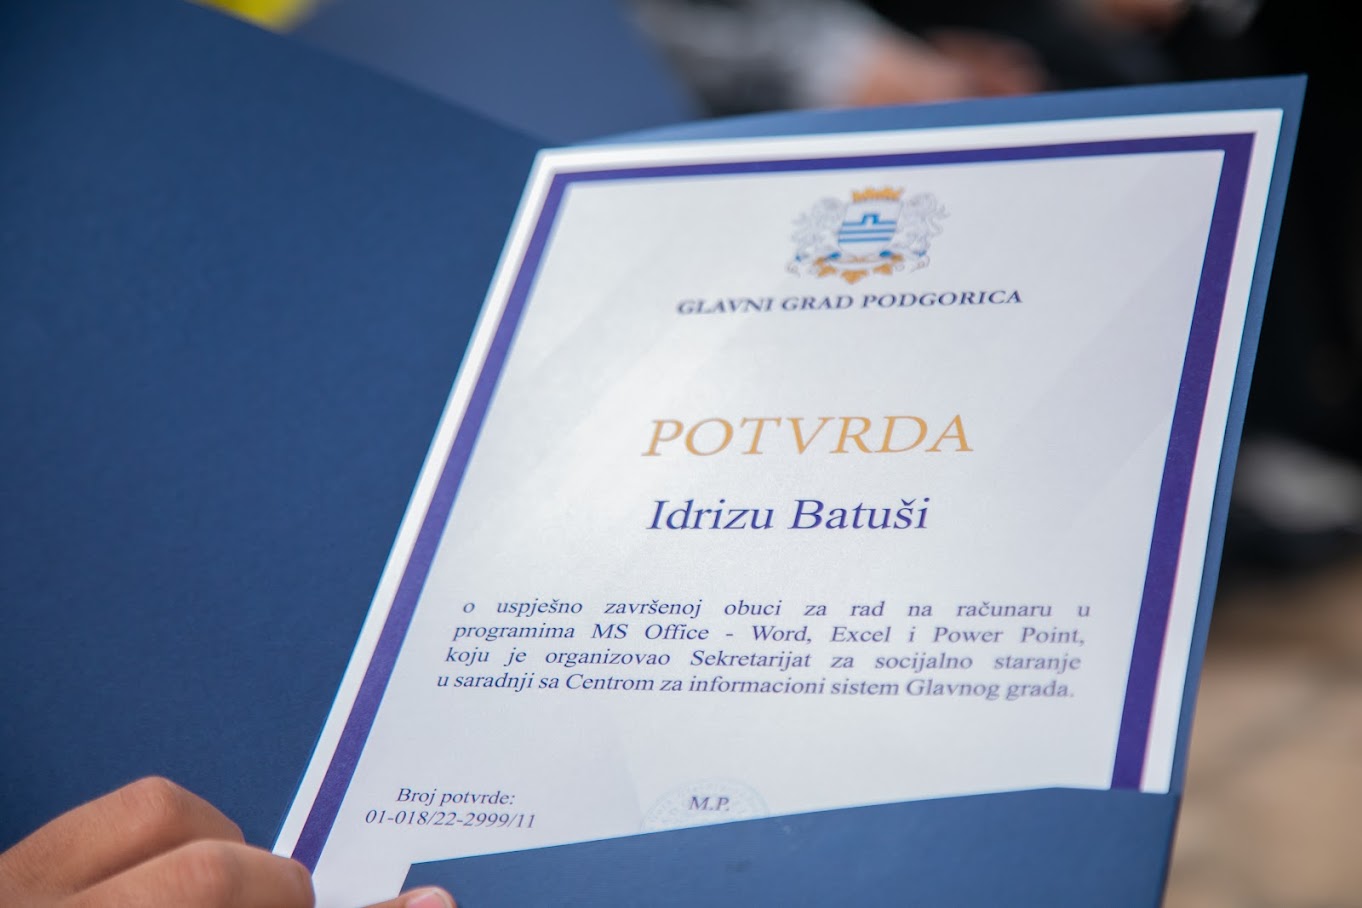 GLAVNI GRAD PODGORICA
POTVRDA
Idrizu Batuši
o uspješno završenoj obuci za rad na računaru u
programima MS Office - Word, Excel i Power Point,
koju je organizovao Sekretarijat za socijalno staranje
u saradnji sa Centrom za informacioni sistem Glavnog grada.
Broj potvrde:
01-018/22-2999/11
M.P.